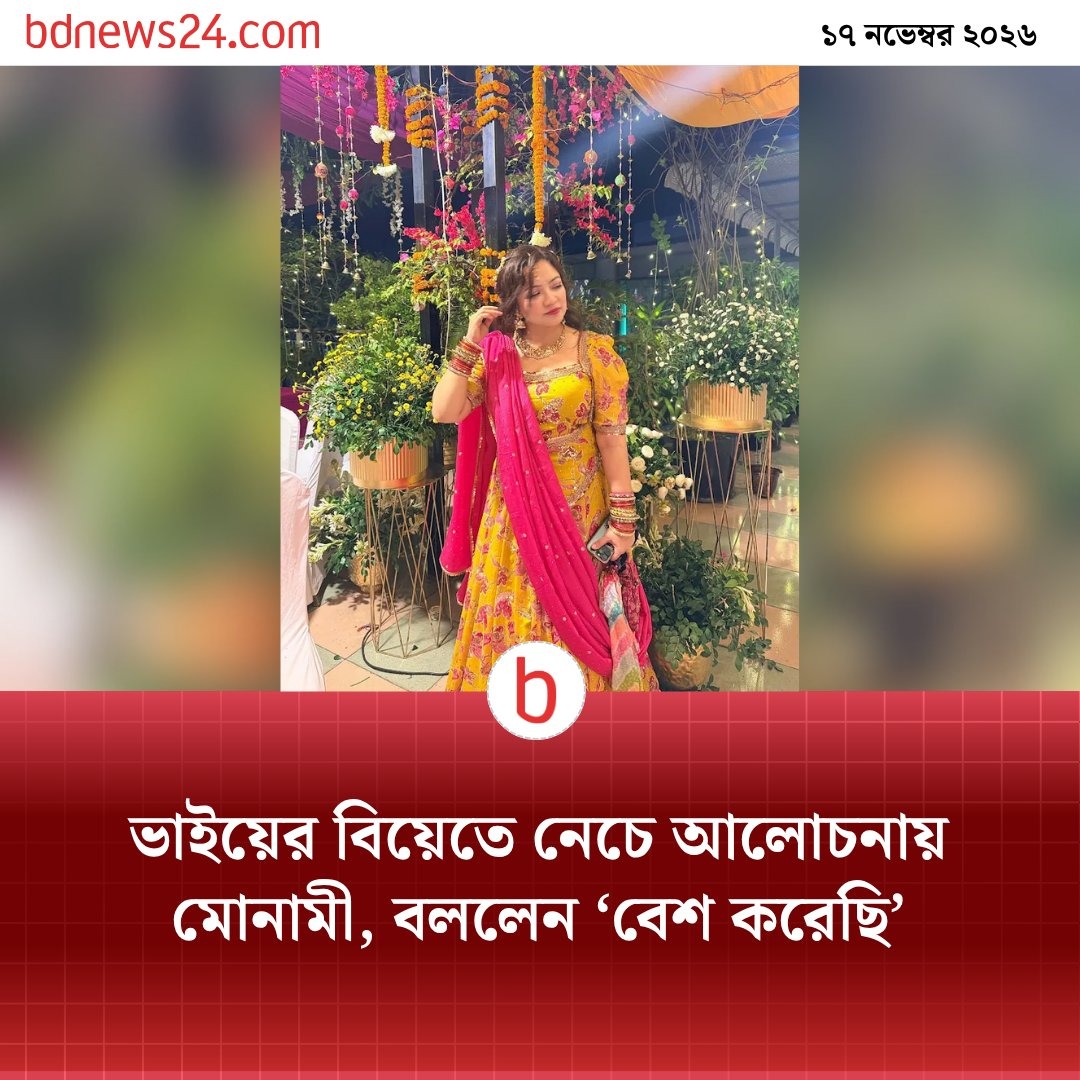 bdnews24.com
১৭ নভেম্বর ২০২৬
b
ভাইয়ের বিয়েতে নেচে আলোচনায়
মোনামী, বললেন ‘বেশ করেছি’